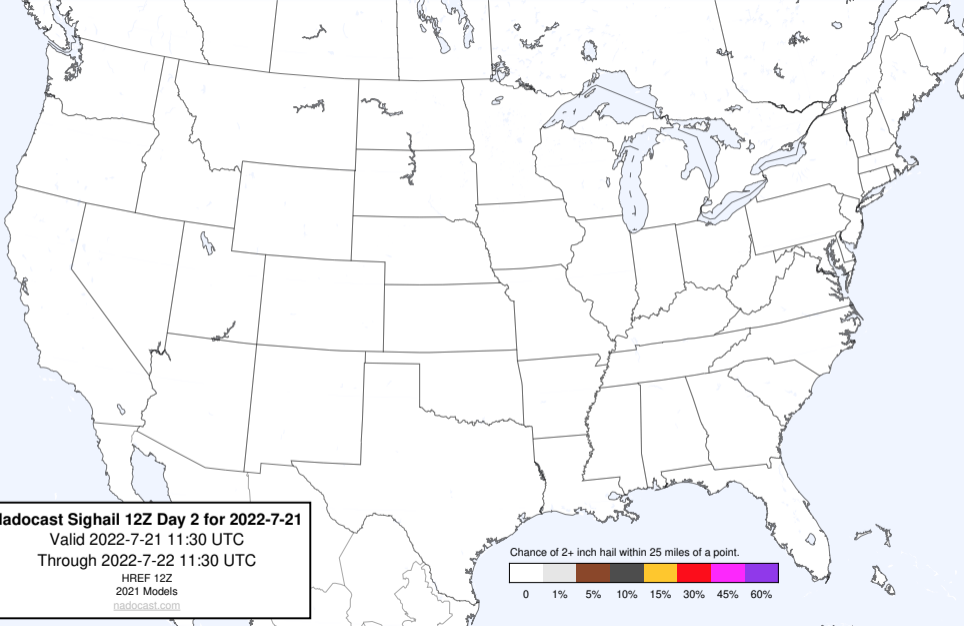 Nadocast Sighail 12Z Day 2 for 2022-7-21
Valid 2022-7-21 11:30 UTC
Through 2022-7-22 11:30 UTC
HREF 12Z
2021 Models
nadocast.com
Chance of 2+ inch hail within 25 miles of a point.
0 1% 5% 10% 15% 30% 45% 60%